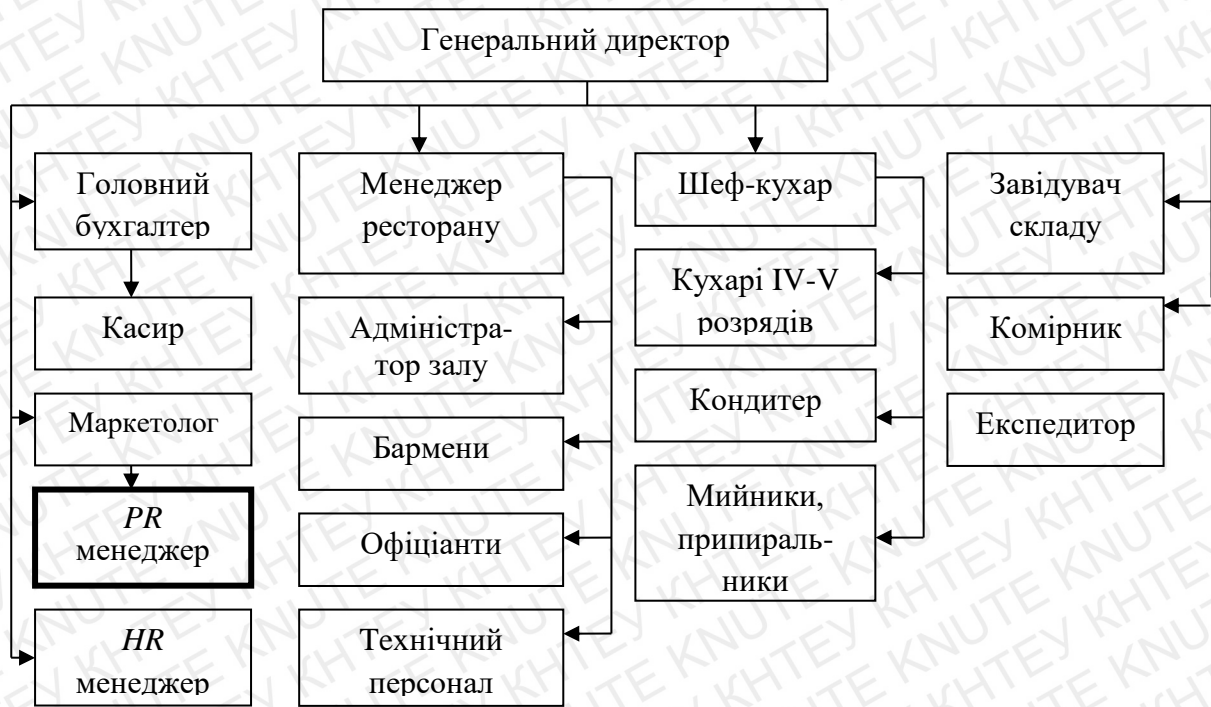 Генеральний директор
Головний
бухгалтер
Касир
Маркетолог
PR
менеджер
HR
менеджер
Менеджер
ресторану
Адміністра-
тор залу
Бармени
Офіціанти
Технічний
персонал
Шеф-кухар
Кухарі IV-V
розрядів
Кондитер
Мийники,
припираль-
ники
Завідувач
складу
Комірник
Експедитор